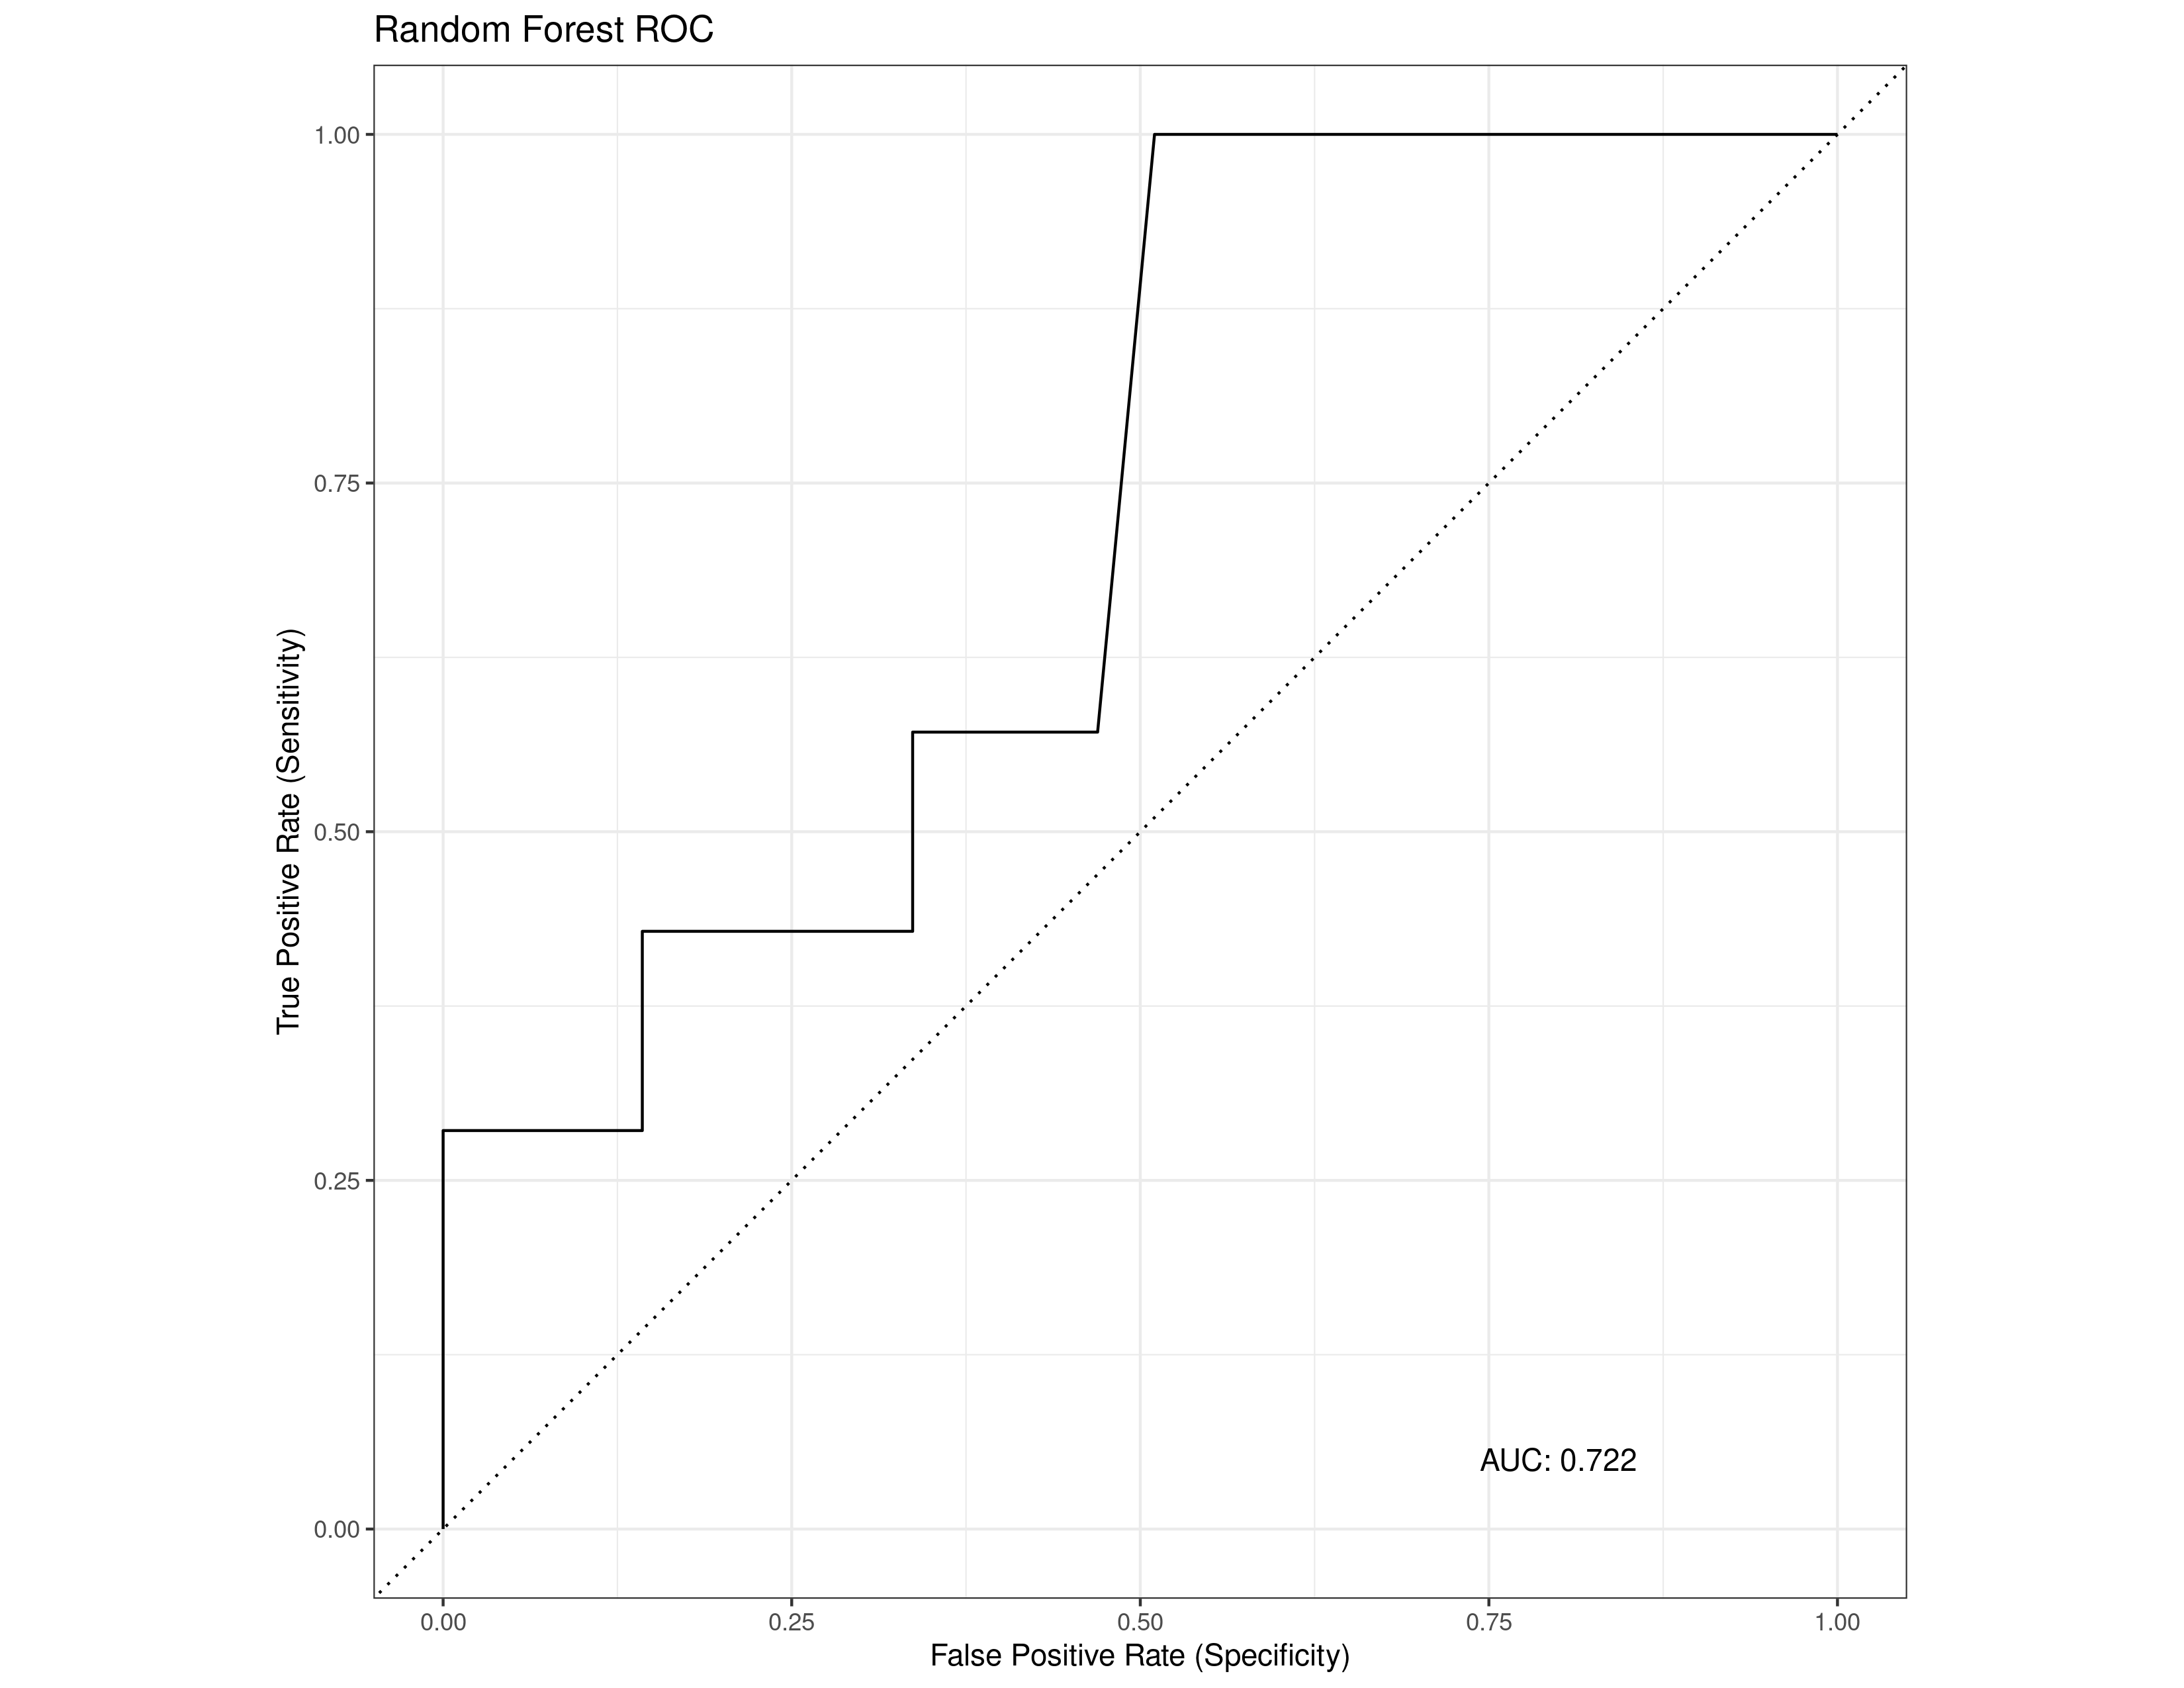 Random Forest ROC
True Positive Rate (Sensitivity)
1.00
0.75
0.50
0.25
0.00
AUC: 0.722
0.00 0.25 0.50 0.75 1.00
False Positive Rate (Specificity)